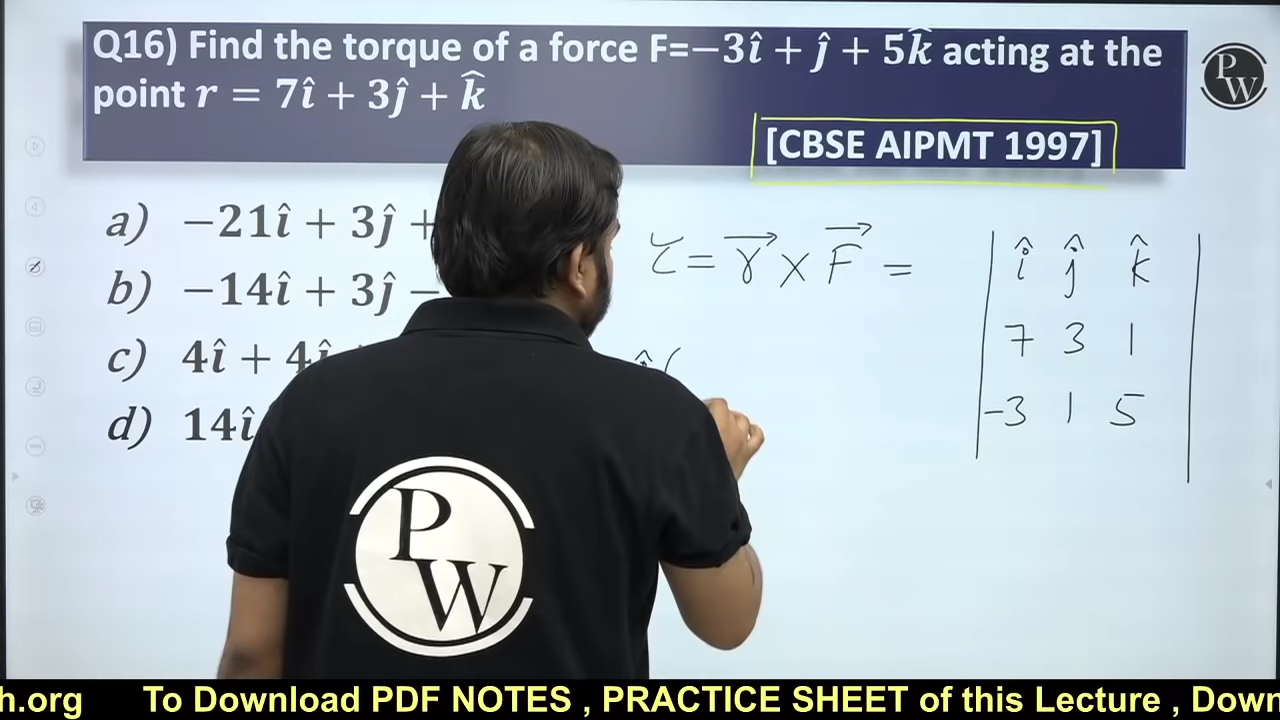 Q16) Find the torque of a force F=−3î + ĵ + 5k̂ acting at the
point r = 7î + 3ĵ + k̂
[CBSE AIPMT 1997]
PW
a) −21î + 3ĵ +
b) −14î + 3ĵ −
c) 4î + 4ĵ
d) 14î
τ = r⃗ × F⃗ =
î ĵ k̂
7 3 1
-3 1 5
î(
PW
h.org To Download PDF NOTES , PRACTICE SHEET of this Lecture , Down